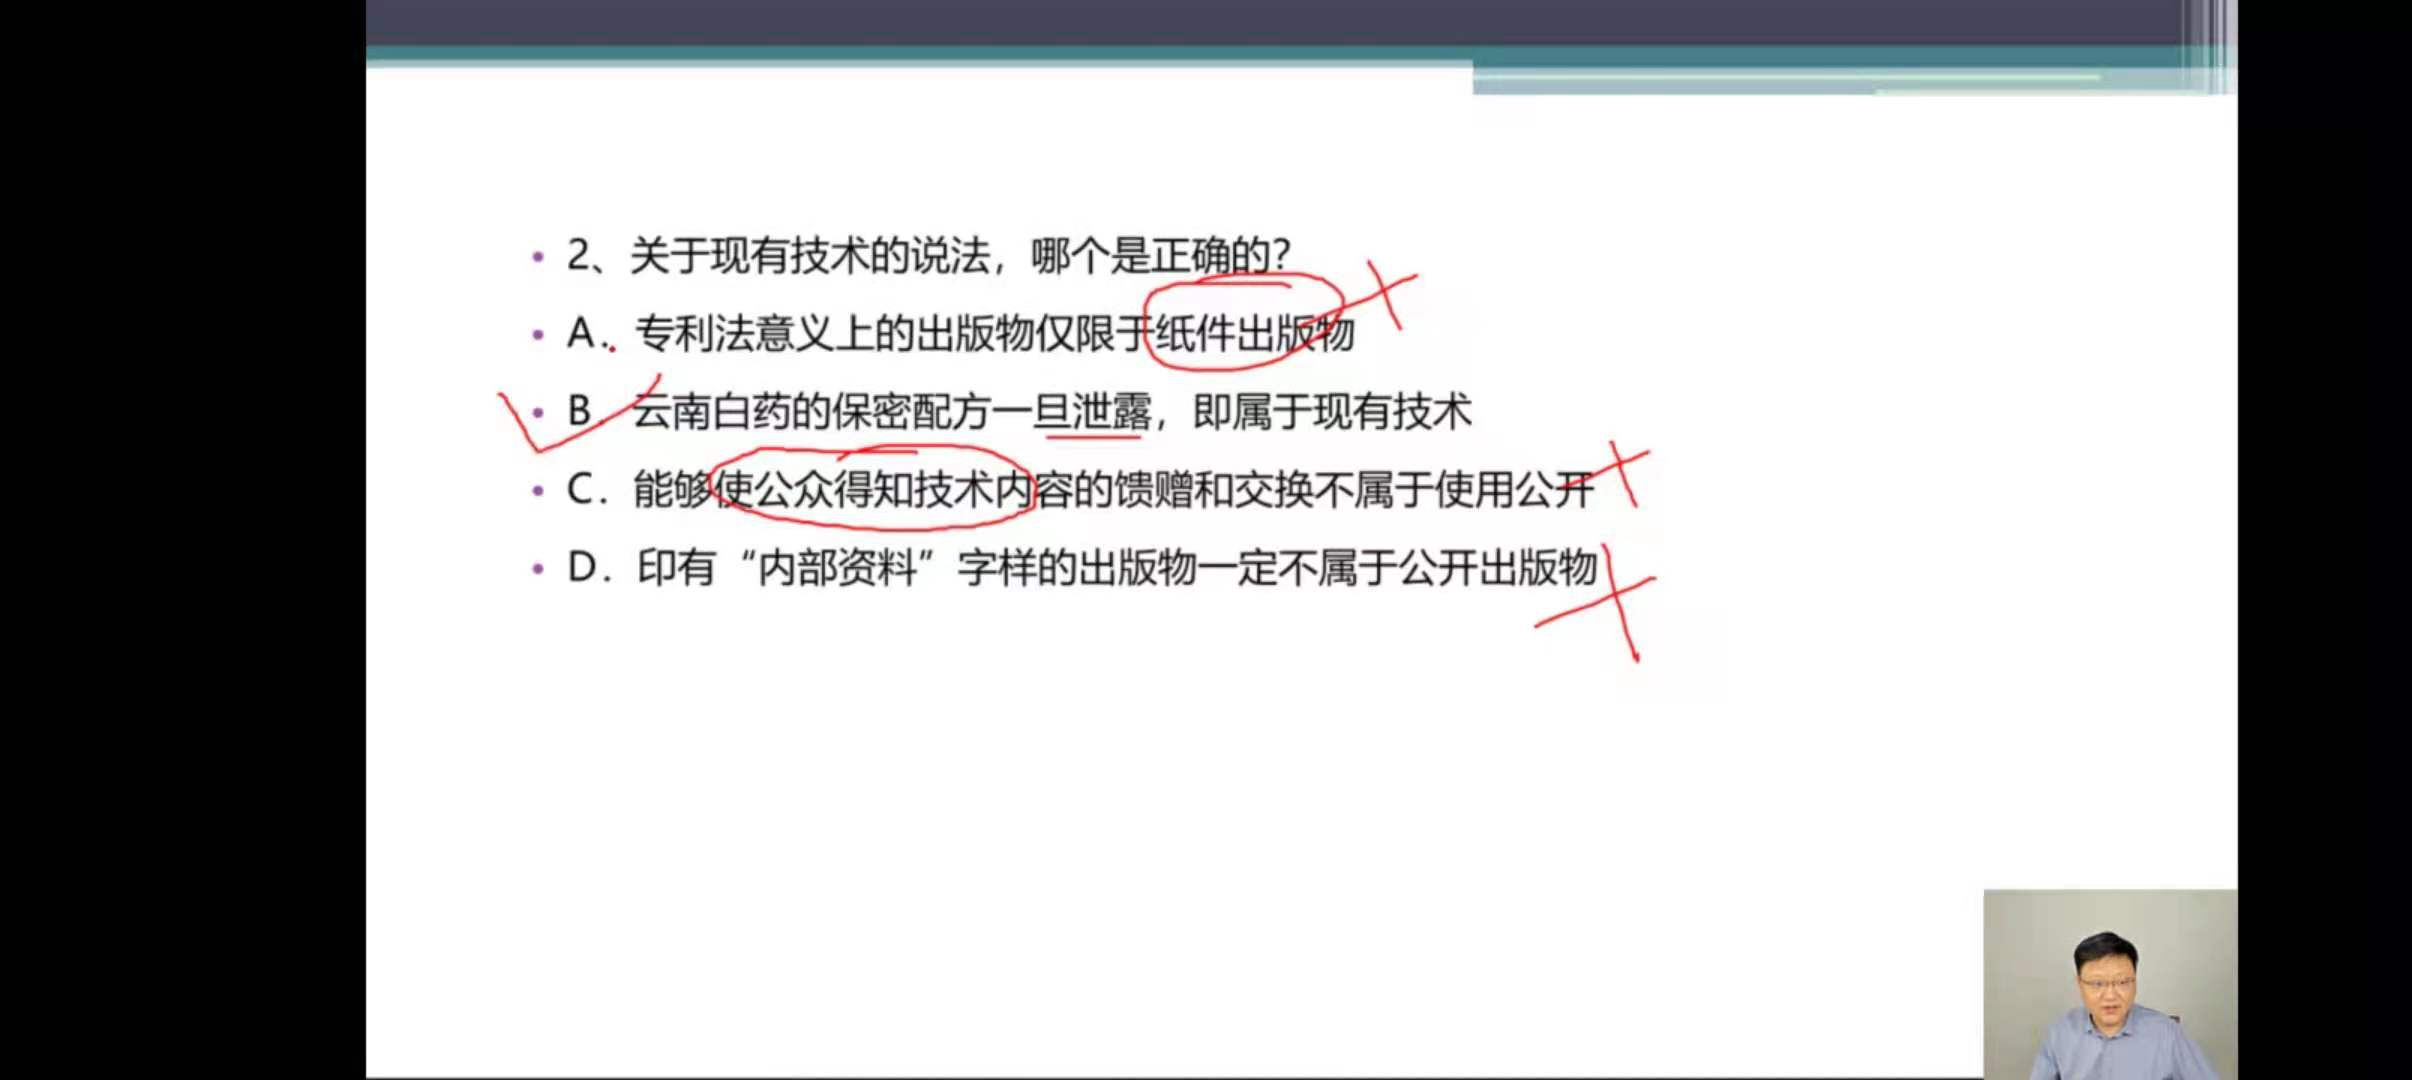 2、关于现有技术的说法，哪个是正确的？
A. 专利法意义上的出版物仅限于纸件出版物
B 云南白药的保密配方一旦泄露，即属于现有技术
C. 能够使公众得知技术内容的馈赠和交换不属于使用公开
D. 印有“内部资料”字样的出版物一定不属于公开出版物